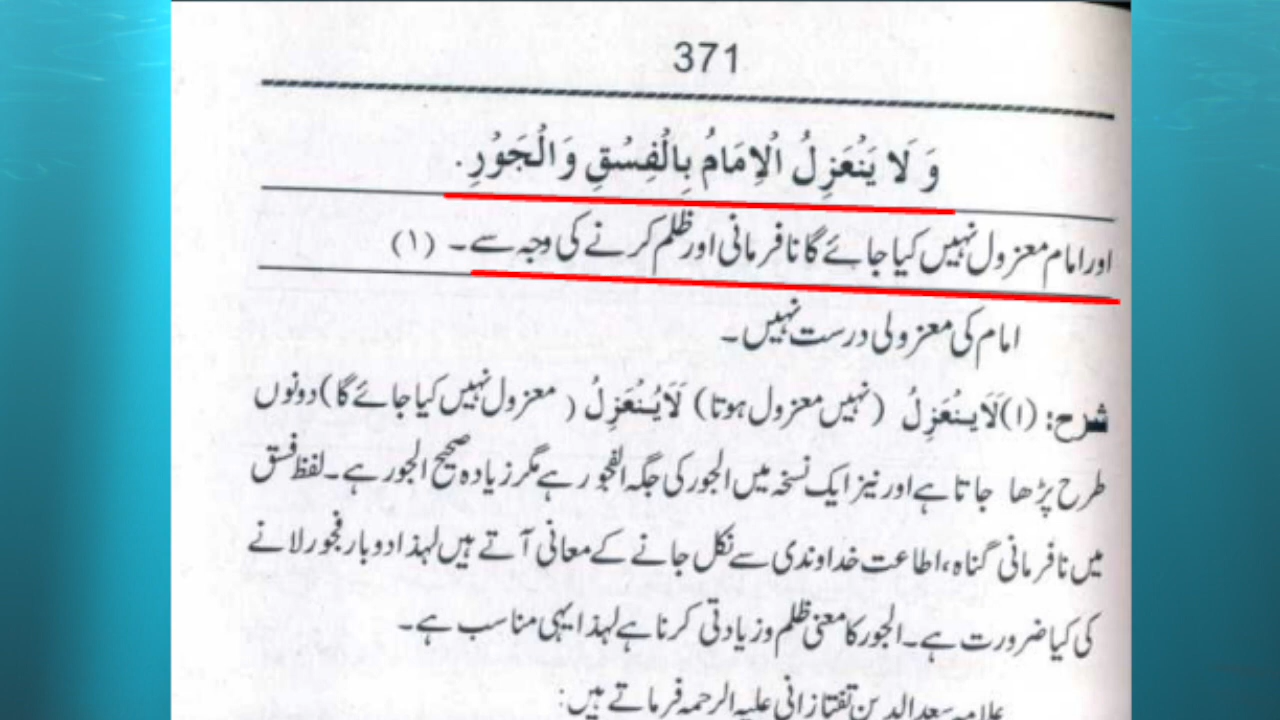 371
وَ لَا يَنْعَزِلُ الْاِمَامُ بِالْفِسْقِ وَالْجَوْرِ.
اور امام معزول نہیں کیا جائے گا نافرمانی اور ظلم کرنے کی وجہ سے۔ (۱)
امام کی معزولی درست نہیں۔
شرح: (۱) لَا يَنْعَزِلُ (نہیں معزول ہوتا) لَا يُنْعَزِلُ ( معزول نہیں کیا جائے گا) دونوں
طرح پڑھا جاتا ہے اور نیز ایک نسخہ میں الجور کی جگہ الفجور ہے مگر زیادہ صحیح الجور ہے۔ لفظ فسق
میں نافرمانی گناہ، اطاعت خداوندی سے نکل جانے کے معانی آتے ہیں لہذا دوبار فجور لانے
کی کیا ضرورت ہے۔ الجور کا معنی ظلم و زیادتی کرنا ہے لہذا یہی مناسب ہے۔
علامہ سعد الدین تفتازانی علیہ الرحمہ فرماتے ہیں: